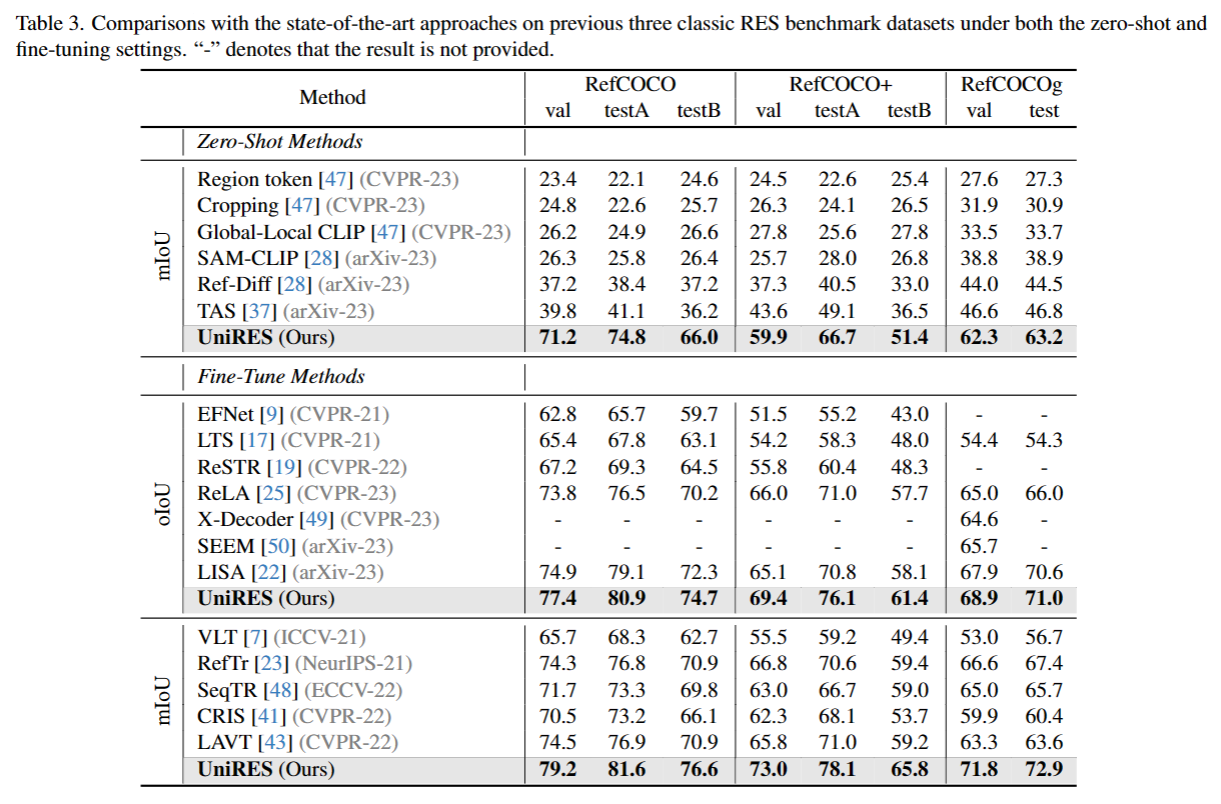 Table 3. Comparisons with the state-of-the-art approaches on previous three classic RES benchmark datasets under both the zero-shot and
fine-tuning settings. “-” denotes that the result is not provided.
Method RefCOCO RefCOCO+ RefCOCOg
val testA testB val testA testB val test
Zero-Shot Methods
mIoU
Region token [47] (CVPR-23) 23.4 22.1 24.6 24.5 22.6 25.4 27.6 27.3
Cropping [47] (CVPR-23) 24.8 22.6 25.7 26.3 24.1 26.5 31.9 30.9
Global-Local CLIP [47] (CVPR-23) 26.2 24.9 26.6 27.8 25.6 27.8 33.5 33.7
SAM-CLIP [28] (arXiv-23) 26.3 25.8 26.4 25.7 28.0 26.8 38.8 38.9
Ref-Diff [28] (arXiv-23) 37.2 38.4 37.2 37.3 40.5 33.0 44.0 44.5
TAS [37] (arXiv-23) 39.8 41.1 36.2 43.6 49.1 36.5 46.6 46.8
UniRES (Ours) 71.2 74.8 66.0 59.9 66.7 51.4 62.3 63.2
Fine-Tune Methods
oIoU
EFNet [9] (CVPR-21) 62.8 65.7 59.7 51.5 55.2 43.0 - -
LTS [17] (CVPR-21) 65.4 67.8 63.1 54.2 58.3 48.0 54.4 54.3
ReSTR [19] (CVPR-22) 67.2 69.3 64.5 55.8 60.4 48.3 - -
ReLA [25] (CVPR-23) 73.8 76.5 70.2 66.0 71.0 57.7 65.0 66.0
X-Decoder [49] (CVPR-23) - - - - - - 64.6 -
SEEM [50] (arXiv-23) - - - - - - 65.7 -
LISA [22] (arXiv-23) 74.9 79.1 72.3 65.1 70.8 58.1 67.9 70.6
UniRES (Ours) 77.4 80.9 74.7 69.4 76.1 61.4 68.9 71.0
mIoU
VLT [7] (ICCV-21) 65.7 68.3 62.7 55.5 59.2 49.4 53.0 56.7
RefTr [23] (NeurIPS-21) 74.3 76.8 70.9 66.8 70.6 59.4 66.6 67.4
SeqTR [48] (ECCV-22) 71.7 73.3 69.8 63.0 66.7 59.0 65.0 65.7
CRIS [41] (CVPR-22) 70.5 73.2 66.1 62.3 68.1 53.7 59.9 60.4
LAVT [43] (CVPR-22) 74.5 76.9 70.9 65.8 71.0 59.2 63.3 63.6
UniRES (Ours) 79.2 81.6 76.6 73.0 78.1 65.8 71.8 72.9